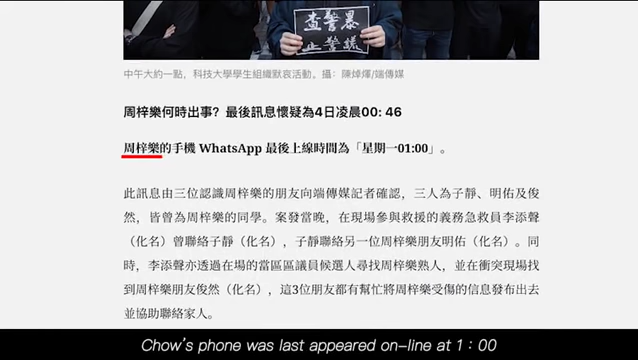 查警暴
止警謊
中午大約一點，科技大學學生組織默哀活動。攝：陳焯煇/端傳媒
周梓樂何時出事？最後訊息懷疑為4日凌晨00: 46
周梓樂的手機 WhatsApp 最後上線時間為「星期一01:00」。
此訊息由三位認識周梓樂的朋友向端傳媒記者確認，三人為子靜、明佑及俊
然，皆曾為周梓樂的同學。案發當晚，在現場參與救援的義務急救員李添聲
（化名）曾聯絡子靜（化名），子靜聯絡另一位周梓樂朋友明佑（化名）。同
時，李添聲亦透過在場的當區區議員候選人尋找周梓樂熟人，並在衝突現場找
到周梓樂朋友俊然（化名），這3位朋友都有幫忙將周梓樂受傷的信息發布出去
並協助聯絡家人。
Chow's phone was last appeared on-line at 1：00